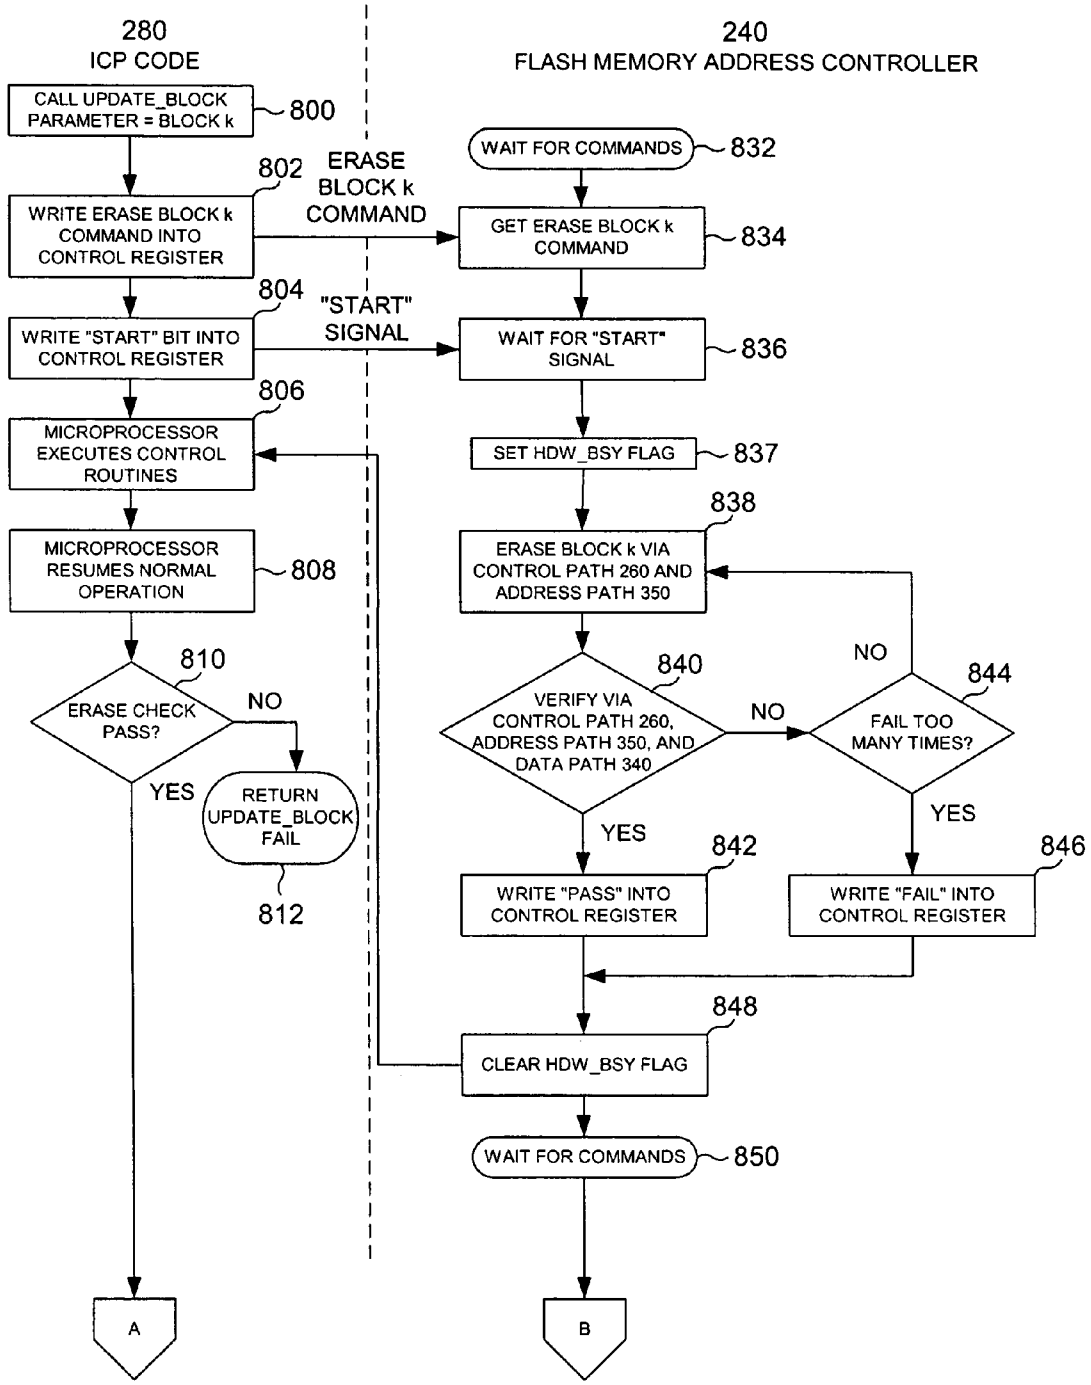 280
ICP CODE
240
FLASH MEMORY ADDRESS CONTROLLER
CALL UPDATE_BLOCK
PARAMETER = BLOCK k
800
802
WRITE ERASE BLOCK k
COMMAND INTO
CONTROL REGISTER
ERASE
BLOCK k
COMMAND
804
WRITE "START" BIT INTO
CONTROL REGISTER
"START"
SIGNAL
806
MICROPROCESSOR
EXECUTES CONTROL
ROUTINES
MICROPROCESSOR
RESUMES NORMAL
OPERATION
808
810
ERASE CHECK
PASS?
NO
YES
RETURN
UPDATE_BLOCK
FAIL
812
A
WAIT FOR COMMANDS
832
GET ERASE BLOCK k
COMMAND
834
WAIT FOR "START"
SIGNAL
836
SET HDW_BSY FLAG
837
838
ERASE BLOCK k VIA
CONTROL PATH 260 AND
ADDRESS PATH 350
840
VERIFY VIA
CONTROL PATH 260,
ADDRESS PATH 350, AND
DATA PATH 340
NO
YES
NO
844
FAIL TOO
MANY TIMES?
YES
842
WRITE "PASS" INTO
CONTROL REGISTER
846
WRITE "FAIL" INTO
CONTROL REGISTER
848
CLEAR HDW_BSY FLAG
WAIT FOR COMMANDS
850
B